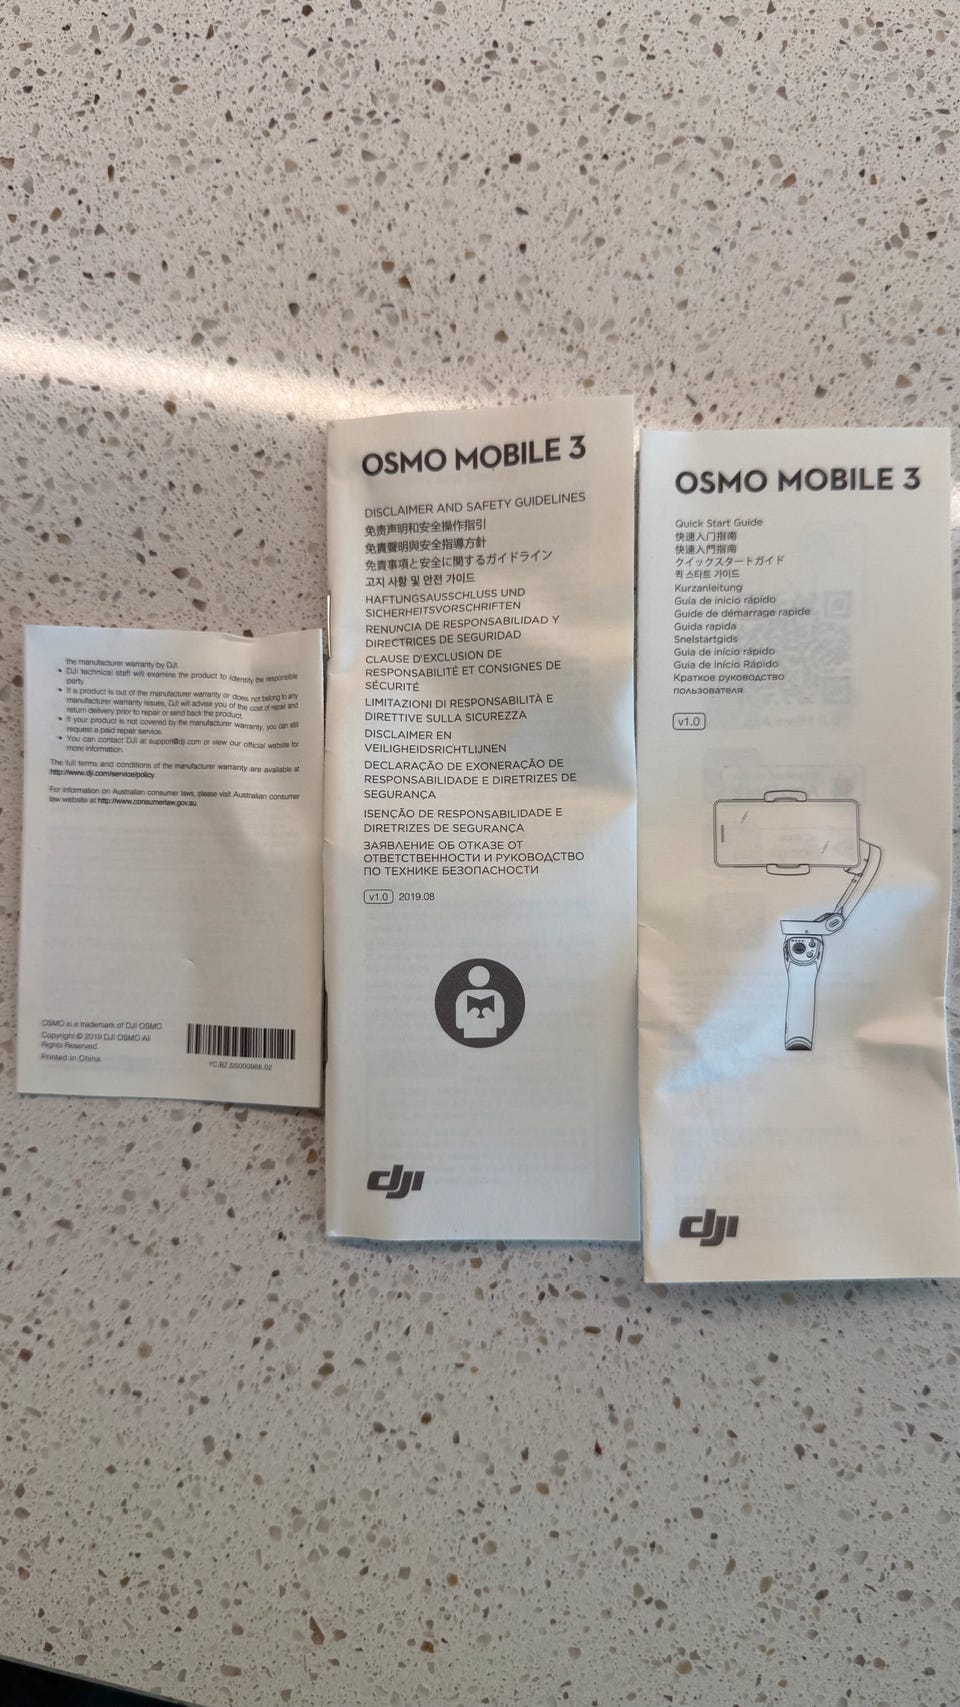 the manufacturer warranty by DJI.
• DJI technical staff will examine the product to identify the responsible
party.
• If a product is out of the manufacturer warranty or does not belong to any
manufacturer warranty issues, DJI will advise you of the cost of repair and
return delivery prior to repair or send back the product.
• If your product is not covered by the manufacturer warranty, you can still
request a paid repair service.
• You can contact DJI at support@dji.com or view our official website for
more information.
The full terms and conditions of the manufacturer warranty are available at
http://www.dji.com/service/policy.
For information on Australian consumer laws, please visit Australian consumer
law website at http://www.consumerlaw.gov.au.
OSMO is a trademark of DJI OSMO.
Copyright © 2019 DJI OSMO All
Rights Reserved.
Printed in China.
YC.BZ.SS000988.02
OSMO MOBILE 3
DISCLAIMER AND SAFETY GUIDELINES
免责声明和安全操作指引
免責聲明與安全指導方針
免責事項と安全に関するガイドライン
고지 사항 및 안전 가이드
HAFTUNGSAUSSCHLUSS UND
SICHERHEITSVORSCHRIFTEN
RENUNCIA DE RESPONSABILIDAD Y
DIRECTRICES DE SEGURIDAD
CLAUSE D'EXCLUSION DE
RESPONSABILITÉ ET CONSIGNES DE
SÉCURITÉ
LIMITAZIONI DI RESPONSABILITÀ E
DIRETTIVE SULLA SICUREZZA
DISCLAIMER EN
VEILIGHEIDSRICHTLIJNEN
DECLARAÇÃO DE EXONERAÇÃO DE
RESPONSABILIDADE E DIRETRIZES DE
SEGURANÇA
ISENÇÃO DE RESPONSABILIDADE E
DIRETRIZES DE SEGURANÇA
ЗАЯВЛЕНИЕ ОБ ОТКАЗЕ ОТ
ОТВЕТСТВЕННОСТИ И РУКОВОДСТВО
ПО ТЕХНИКЕ БЕЗОПАСНОСТИ
v1.0 2019.08
dji
OSMO MOBILE 3
Quick Start Guide
快速入门指南
快速入門指南
クイックスタートガイド
퀵 스타트 가이드
Kurzanleitung
Guía de inicio rápido
Guide de démarrage rapide
Guida rapida
Snelstartgids
Guia de início rápido
Guia de Início Rápido
Краткое руководство
пользователя
v1.0
dji